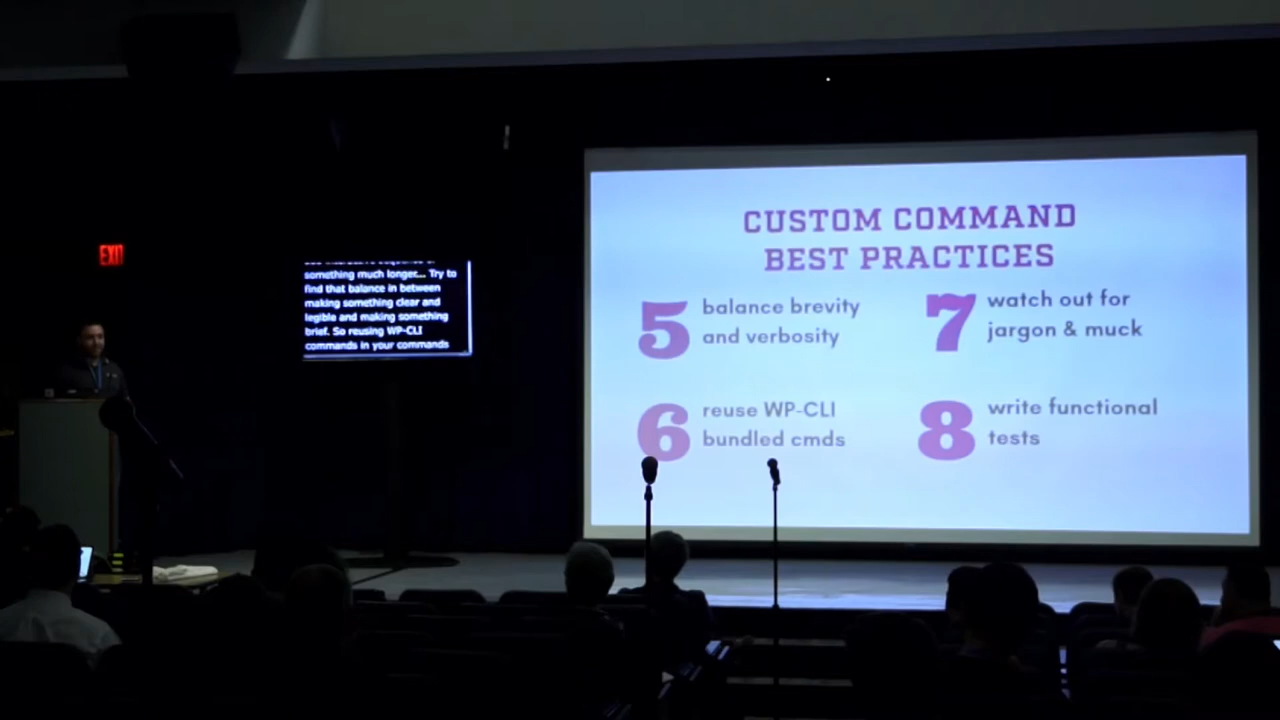 EXIT
something much longer... Try to
find that balance in between
making something clear and
legible and making something
brief. So reusing WP-CLI
commands in your commands
CUSTOM COMMAND
BEST PRACTICES
5 balance brevity
and verbosity
6 reuse WP-CLI
bundled cmds
7 watch out for
jargon & muck
8 write functional
tests